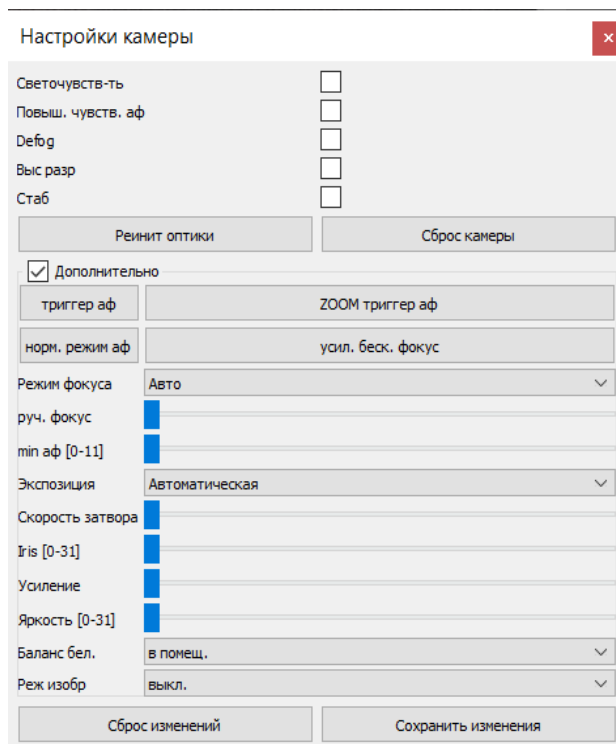 Настройки камеры
Светочувств-ть
Повыш. чувств. аф
Defog
Выс разр
Стаб
Реинит оптики Сброс камеры
Дополнительно
триггер аф ZOOM триггер аф
норм. режим аф усил. беск. фокус
Режим фокуса Авто
руч. фокус
min аф [0-11]
Экспозиция Автоматическая
Скорость затвора
Iris [0-31]
Усиление
Яркость [0-31]
Баланс бел. в помещ.
Реж изобр выкл.
Сброс изменений Сохранить изменения